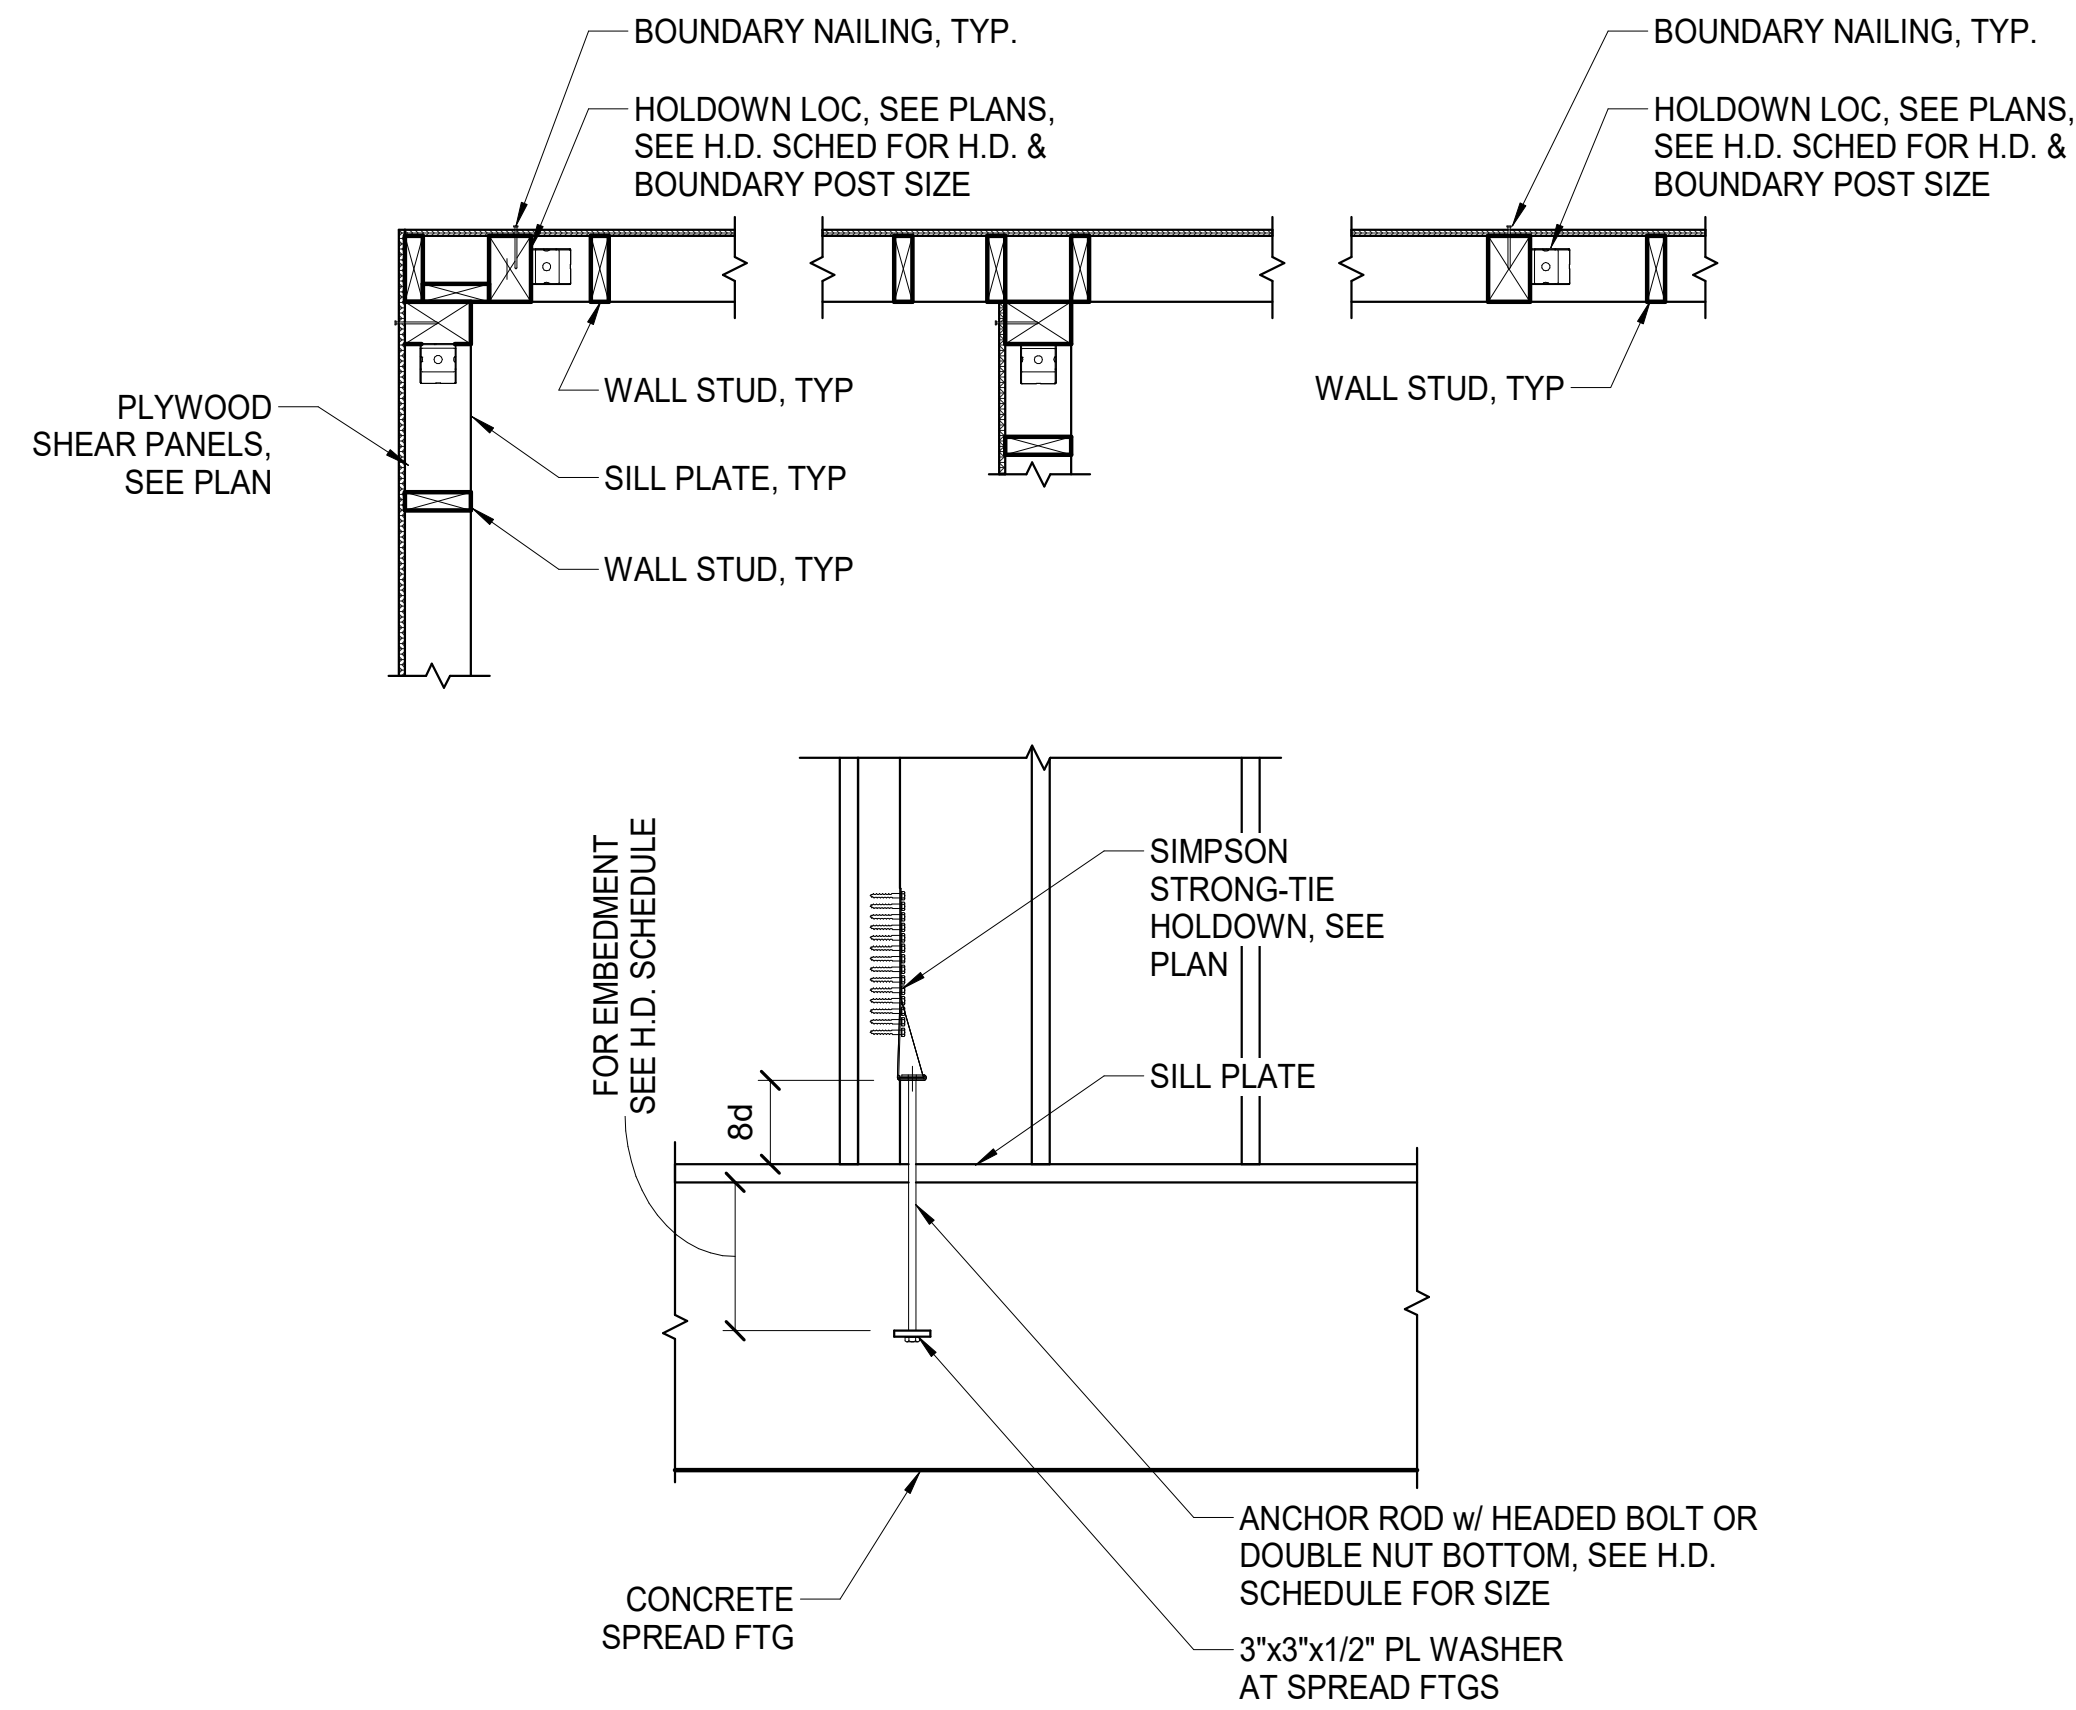 BOUNDARY NAILING, TYP.
HOLDOWN LOC, SEE PLANS,
SEE H.D. SCHED FOR H.D. &
BOUNDARY POST SIZE
BOUNDARY NAILING, TYP.
HOLDOWN LOC, SEE PLANS,
SEE H.D. SCHED FOR H.D. &
BOUNDARY POST SIZE
PLYWOOD
SHEAR PANELS,
SEE PLAN
WALL STUD, TYP
SILL PLATE, TYP
WALL STUD, TYP
WALL STUD, TYP
FOR EMBEDMENT
SEE H.D. SCHEDULE
8d
SIMPSON
STRONG-TIE
HOLDOWN, SEE
PLAN
SILL PLATE
ANCHOR ROD w/ HEADED BOLT OR
DOUBLE NUT BOTTOM, SEE H.D.
SCHEDULE FOR SIZE
CONCRETE
SPREAD FTG
3"x3"x1/2" PL WASHER
AT SPREAD FTGS